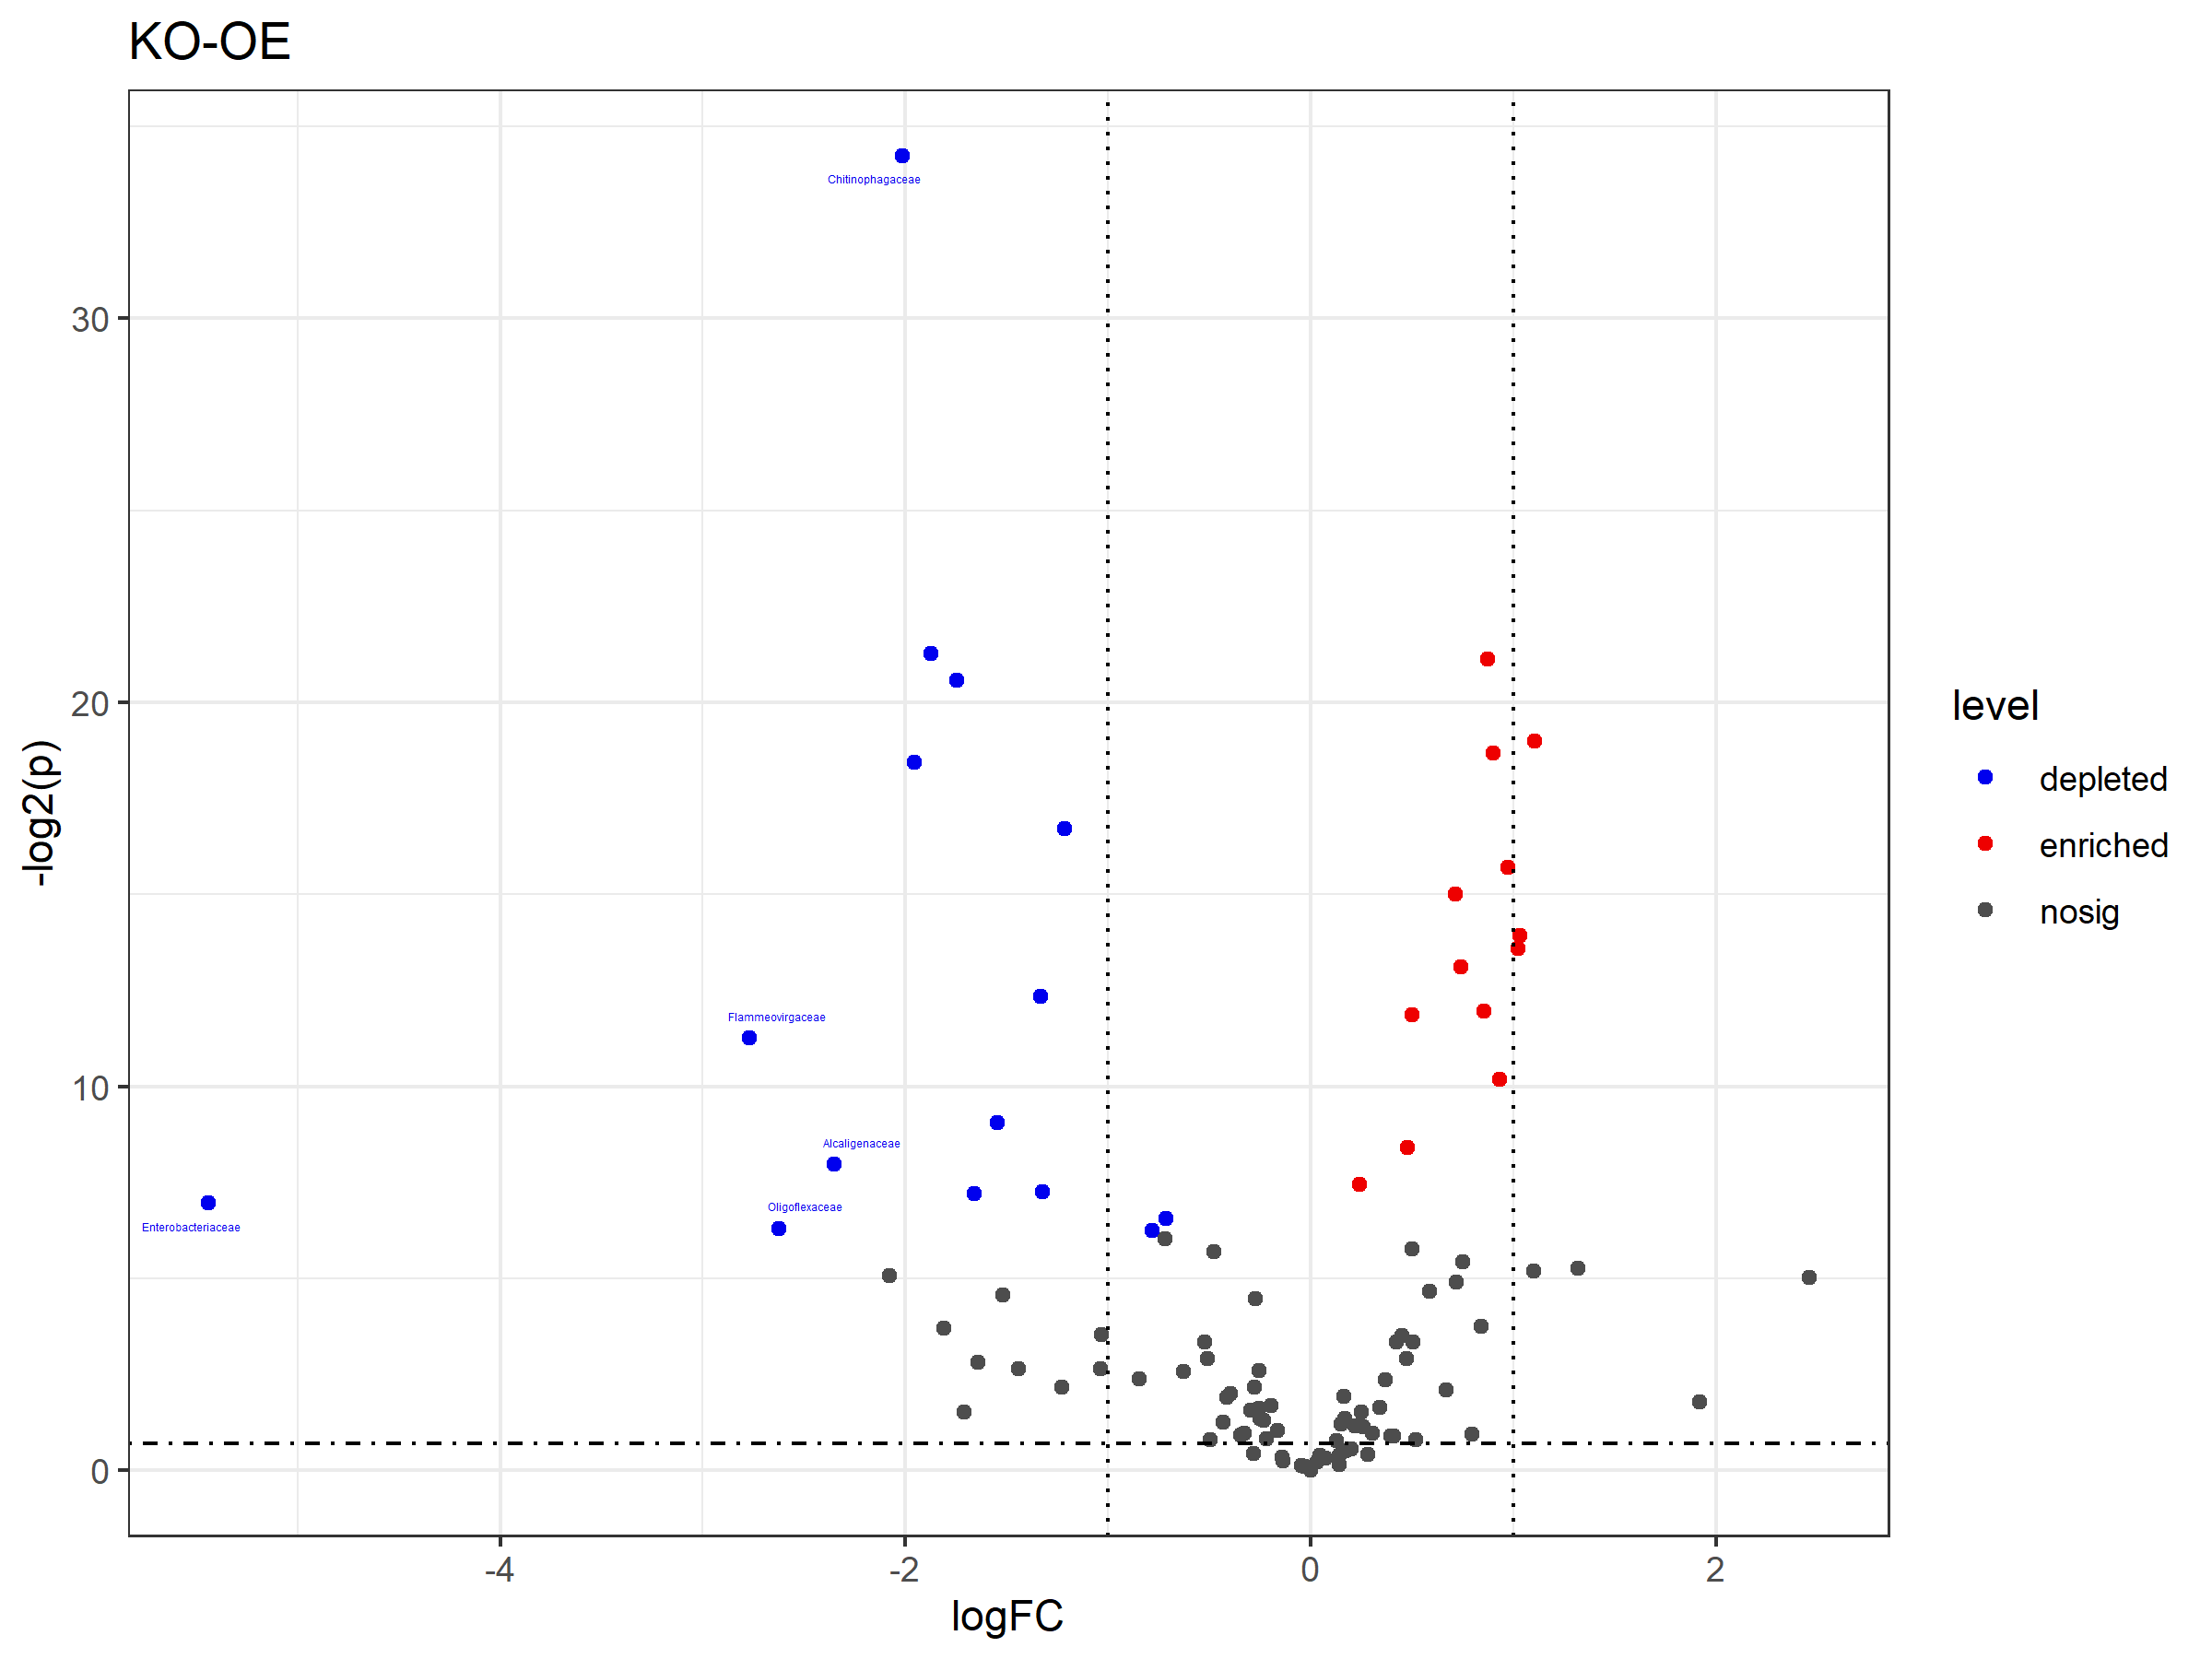 KO-OE
Chitinophagaceae
30
20
level
-log2(p)
depleted
enriched
nosig
Flammeovirgaceae
10
Alcaligenaceae
Oligoflexaceae
Enterobacteriaceae
0
-4
-2
0
2
logFC